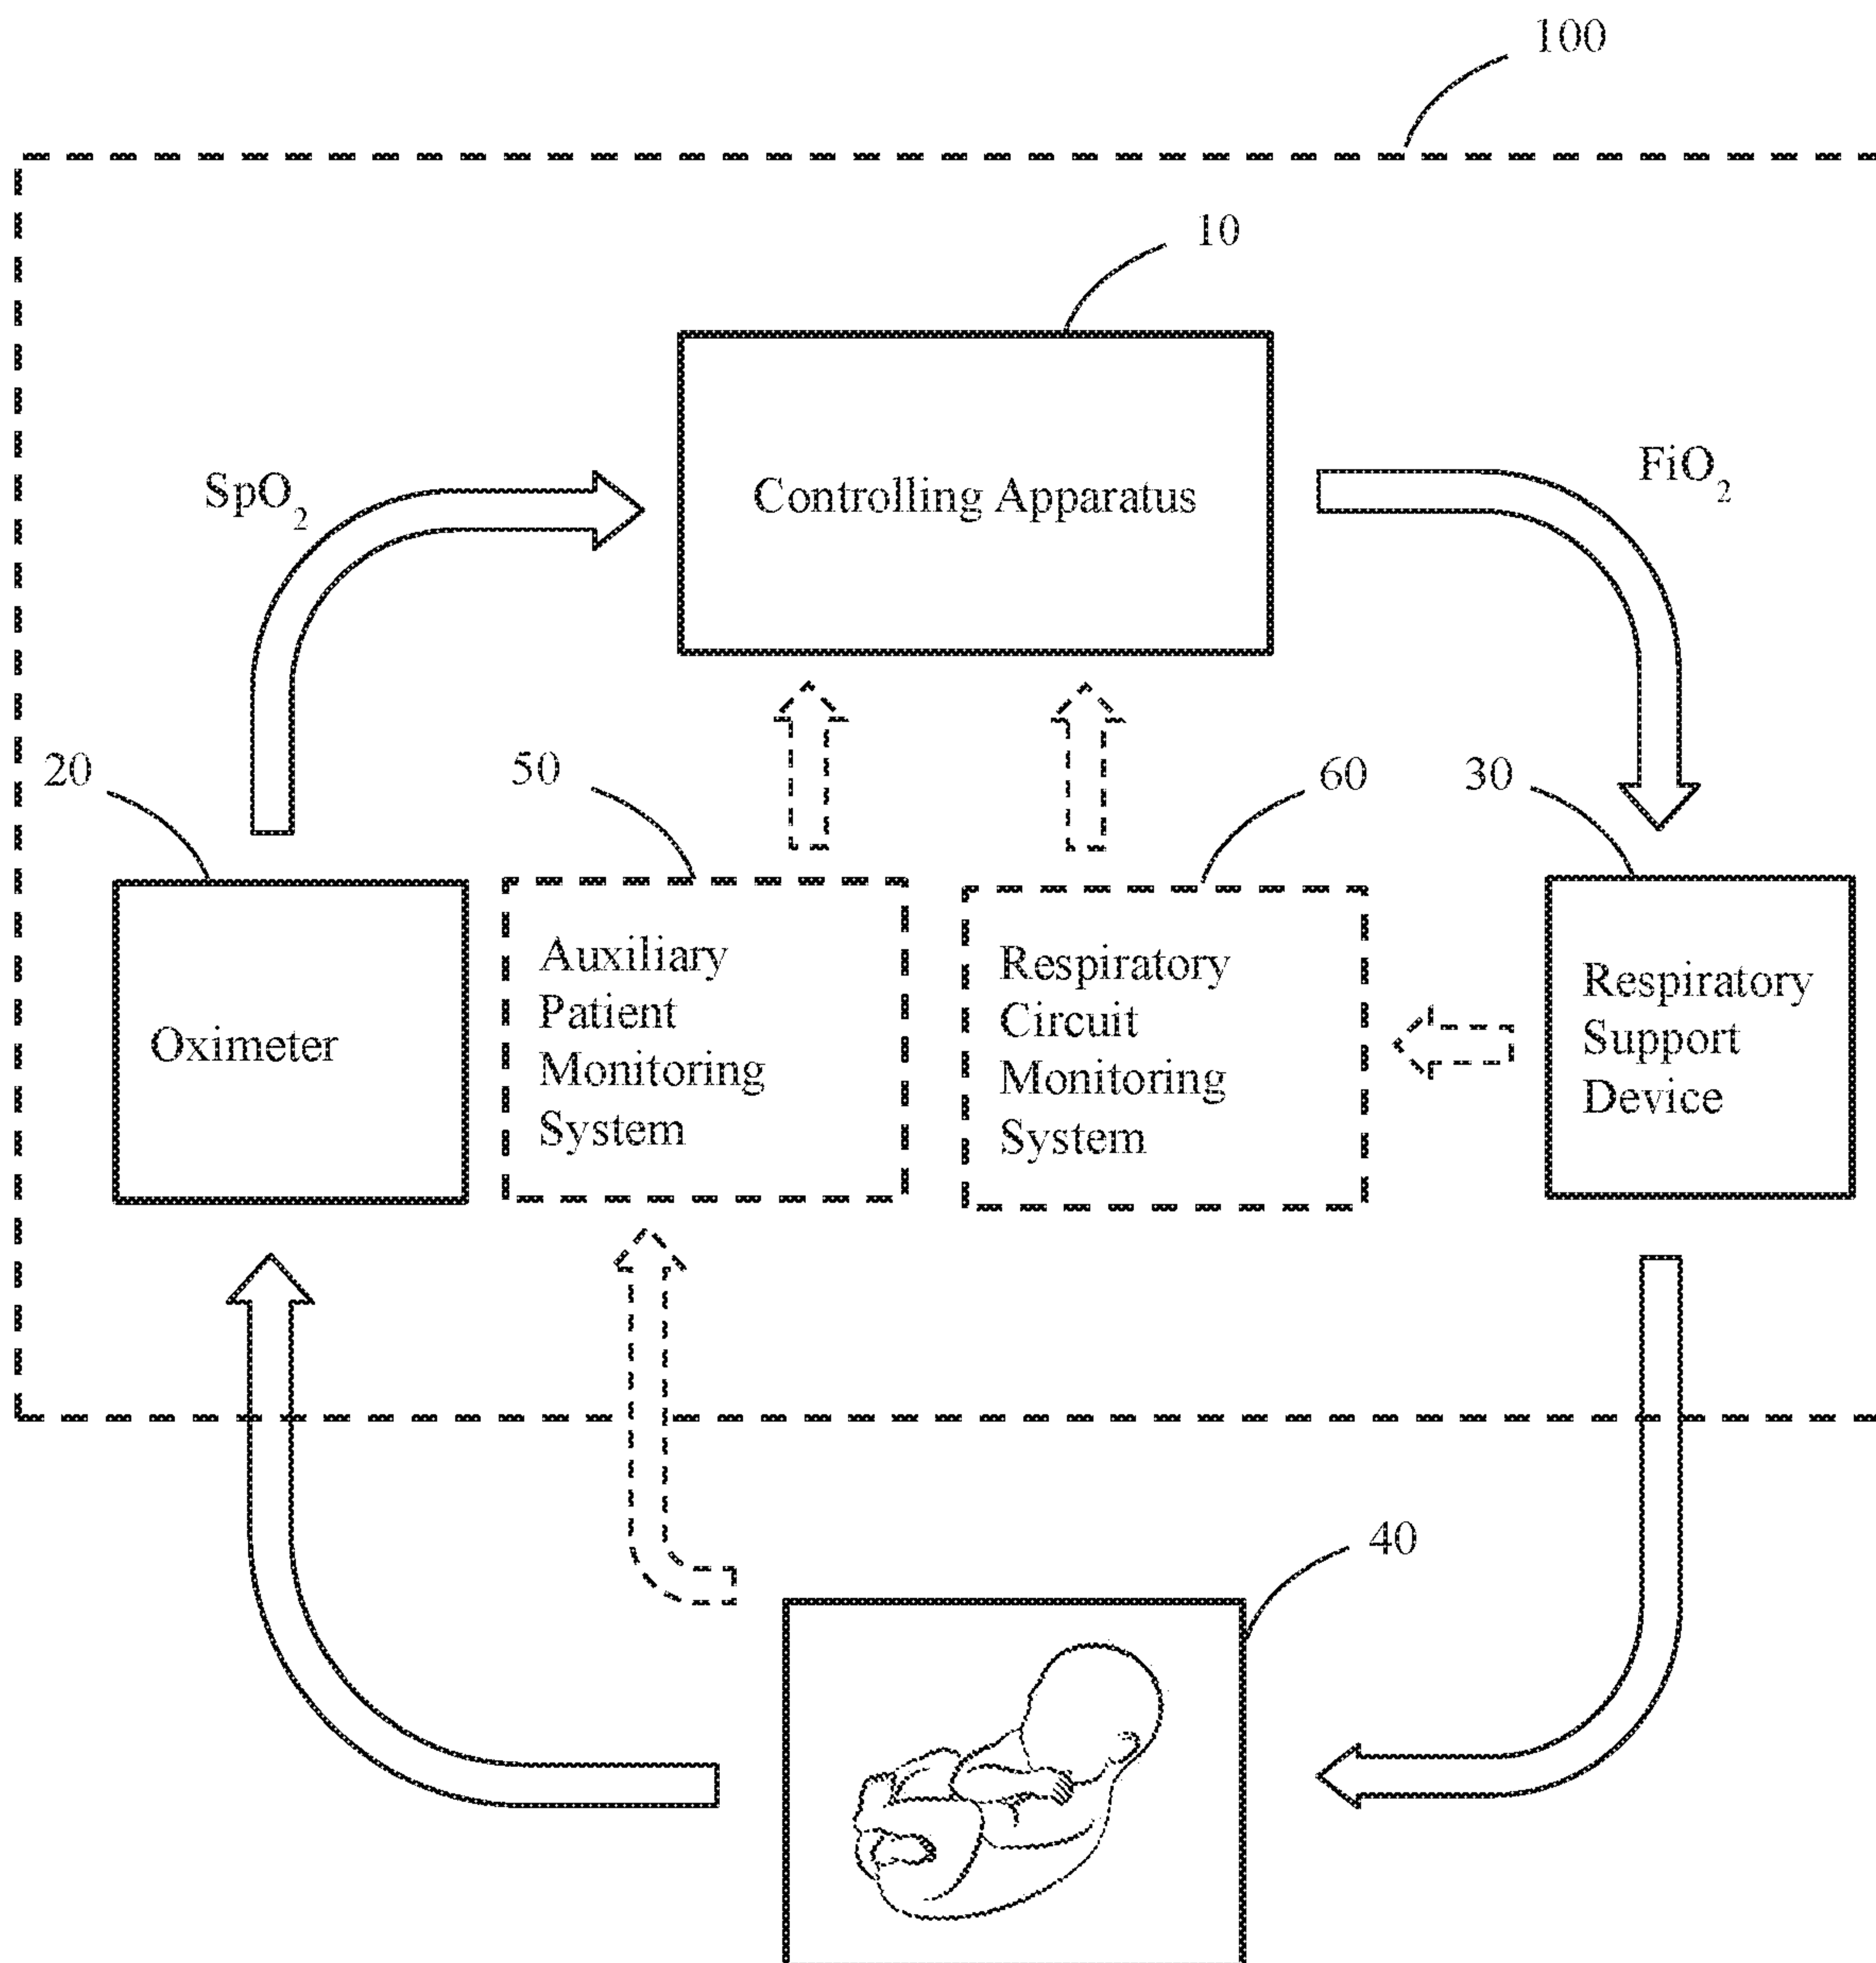 100
10
Controlling Apparatus
SpO2
FiO2
20
50
60
30
Oximeter
Auxiliary
Patient
Monitoring
System
Respiratory
Circuit
Monitoring
System
Respiratory
Support
Device
40